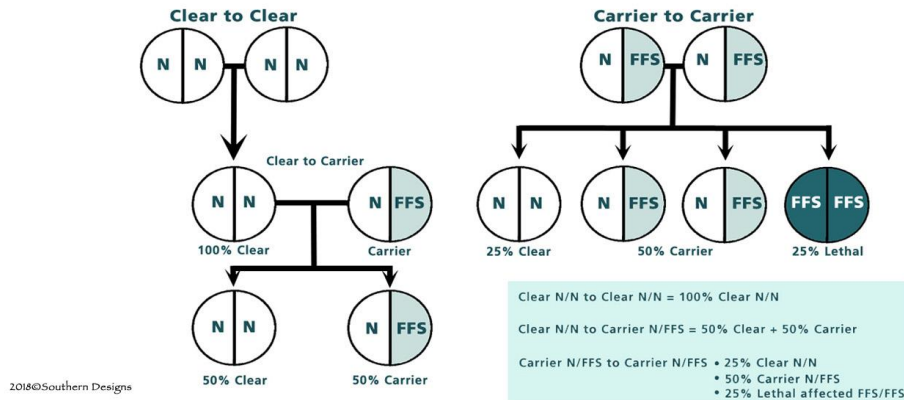 Clear to Clear
N N N N
Clear to Carrier
N N N FFS
100% Clear Carrier
N N N FFS
50% Clear 50% Carrier
2018©Southern Designs
Carrier to Carrier
N FFS N FFS
N N N FFS N FFS FFS FFS
25% Clear 50% Carrier 25% Lethal
Clear N/N to Clear N/N = 100% Clear N/N
Clear N/N to Carrier N/FFS = 50% Clear + 50% Carrier
Carrier N/FFS to Carrier N/FFS • 25% Clear N/N
• 50% Carrier N/FFS
• 25% Lethal affected FFS/FFS